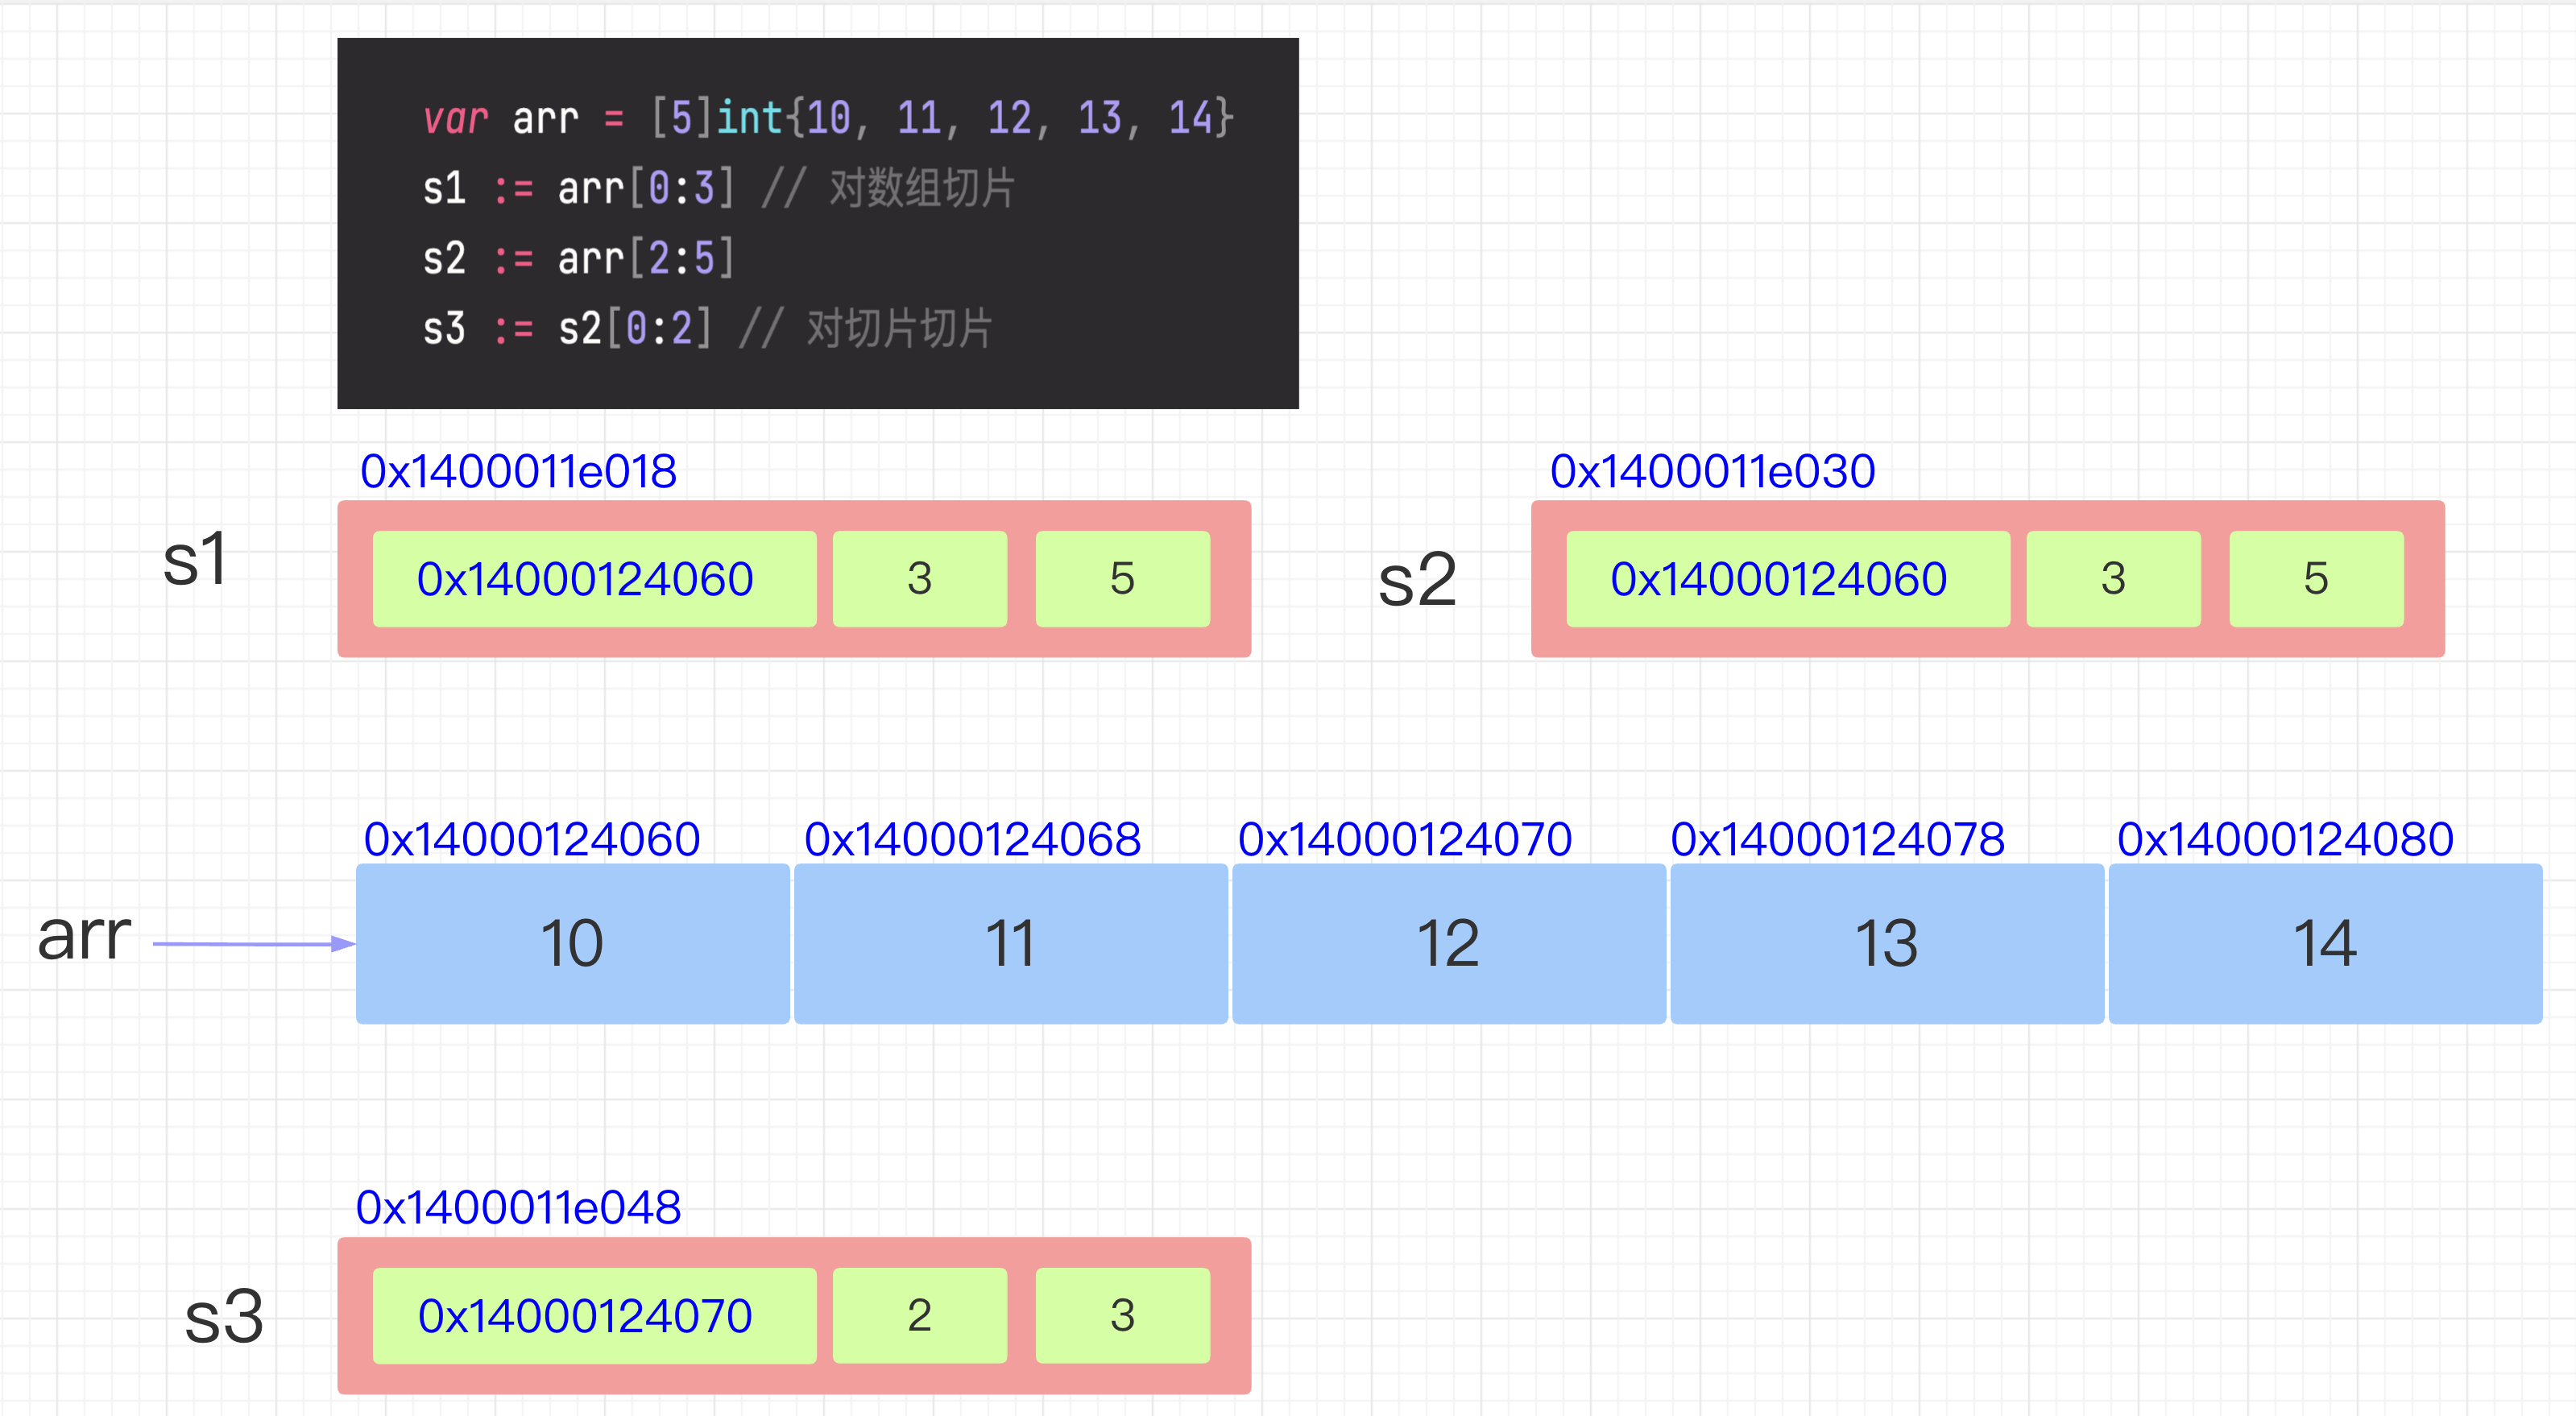 var arr = [5]int{10, 11, 12, 13, 14}
s1 := arr[0:3] // 对数组切片
s2 := arr[2:5]
s3 := s2[0:2] // 对切片切片
0x1400011e018
0x1400011e030
s1
0x14000124060 3 5
s2
0x14000124060 3 5
0x14000124060 0x14000124068 0x14000124070 0x14000124078 0x14000124080
arr
10 11 12 13 14
0x1400011e048
s3
0x14000124070 2 3